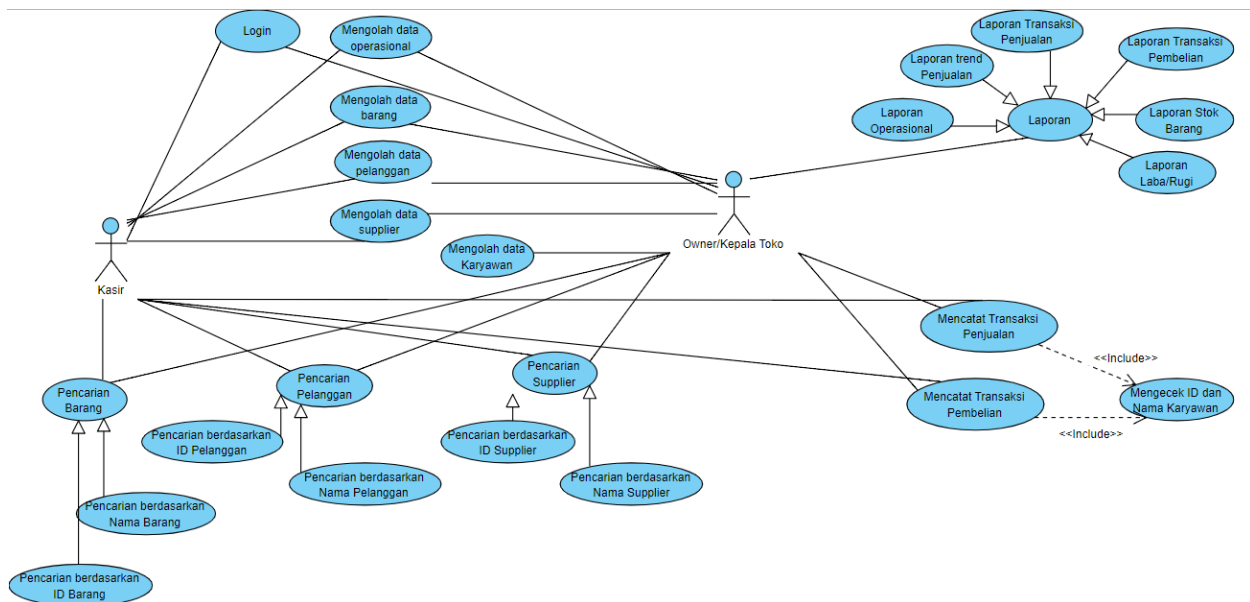 Login
Mengolah data
operasional
Laporan Transaksi
Penjualan
Laporan Transaksi
Pembelian
Laporan trend
Penjualan
Mengolah data
barang
Laporan
Operasional
Laporan
Laporan Stok
Barang
Mengolah data
pelanggan
Laporan
Laba/Rugi
Mengolah data
supplier
Owner/Kepala Toko
Mengolah data
Karyawan
Kasir
Mencatat Transaksi
Penjualan
<<Include>>
Pencarian
Barang
Pencarian
Pelanggan
Pencarian
Supplier
Mencatat Transaksi
Pembelian
Mengecek ID dan
Nama Karyawan
<<Include>>
Pencarian berdasarkan
ID Pelanggan
Pencarian berdasarkan
ID Supplier
Pencarian berdasarkan
Nama Pelanggan
Pencarian berdasarkan
Nama Supplier
Pencarian berdasarkan
Nama Barang
Pencarian berdasarkan
ID Barang